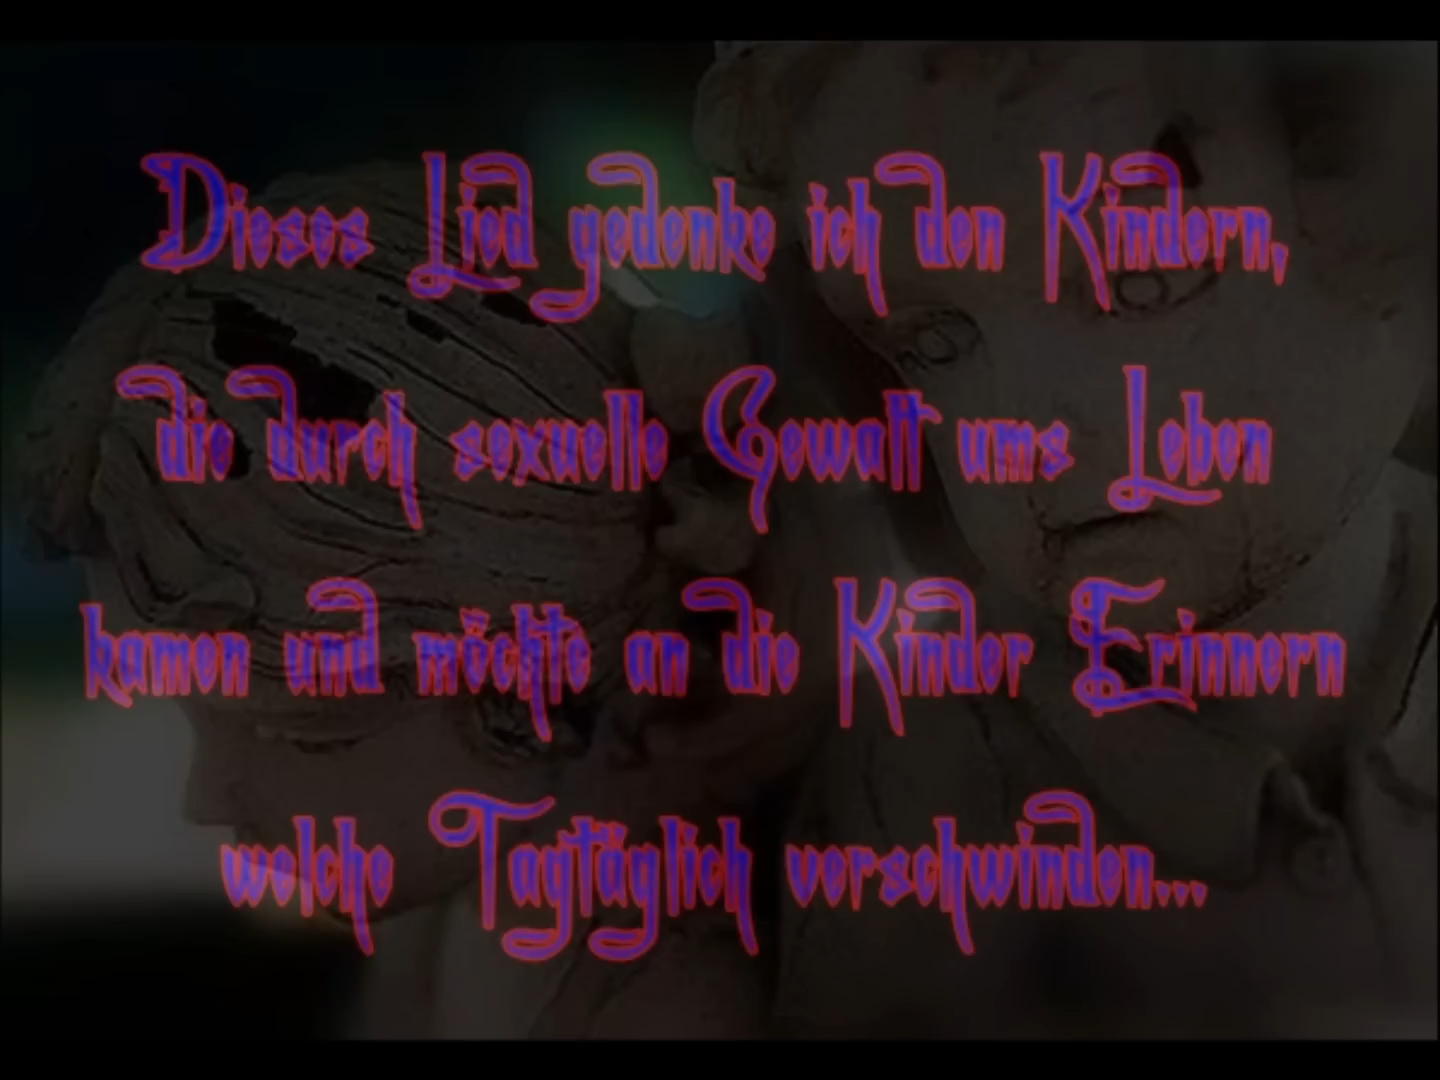 Dieses Lied gedenke ich den Kindern,
die durch sexuelle Gewalt ums Leben
kamen und möchte an die Kinder Erinnern
welche Tagtäglich verschwinden...